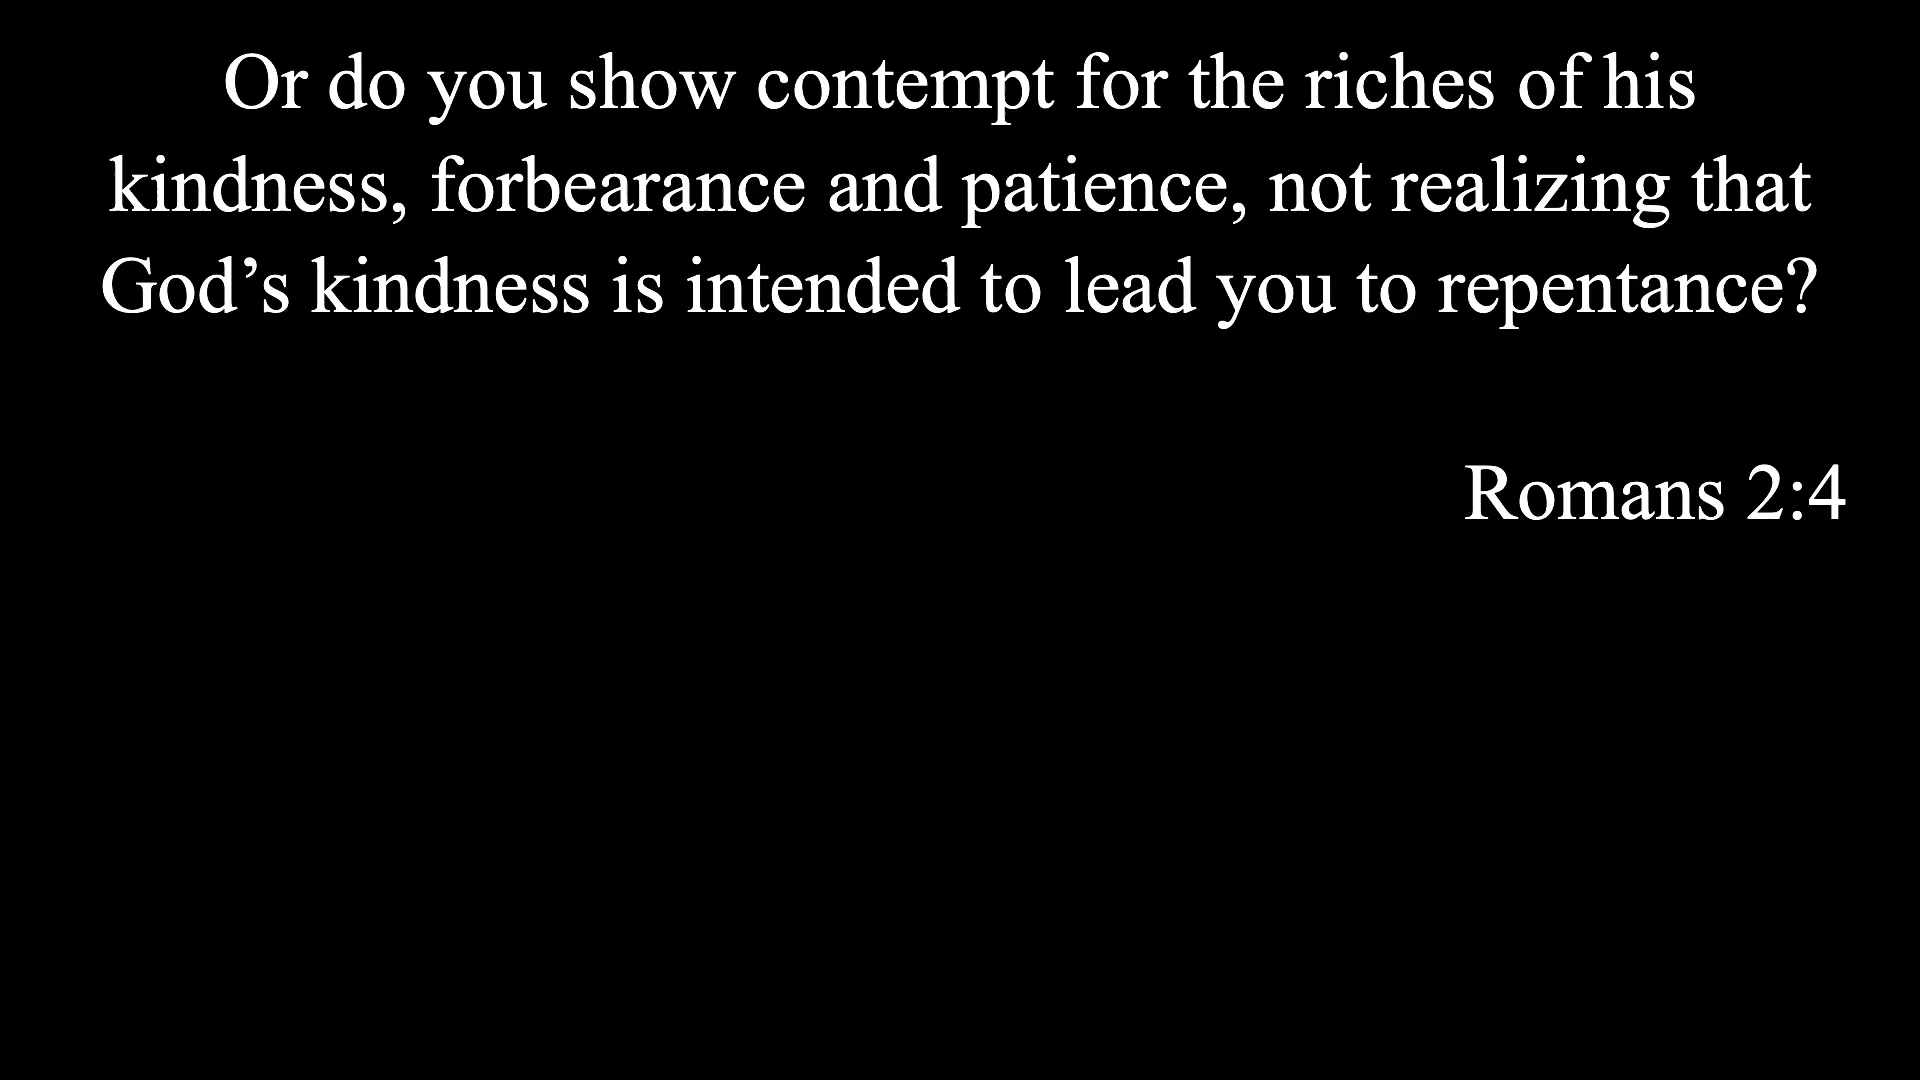 Or do you show contempt for the riches of his
kindness, forbearance and patience, not realizing that
God’s kindness is intended to lead you to repentance?
Romans 2:4